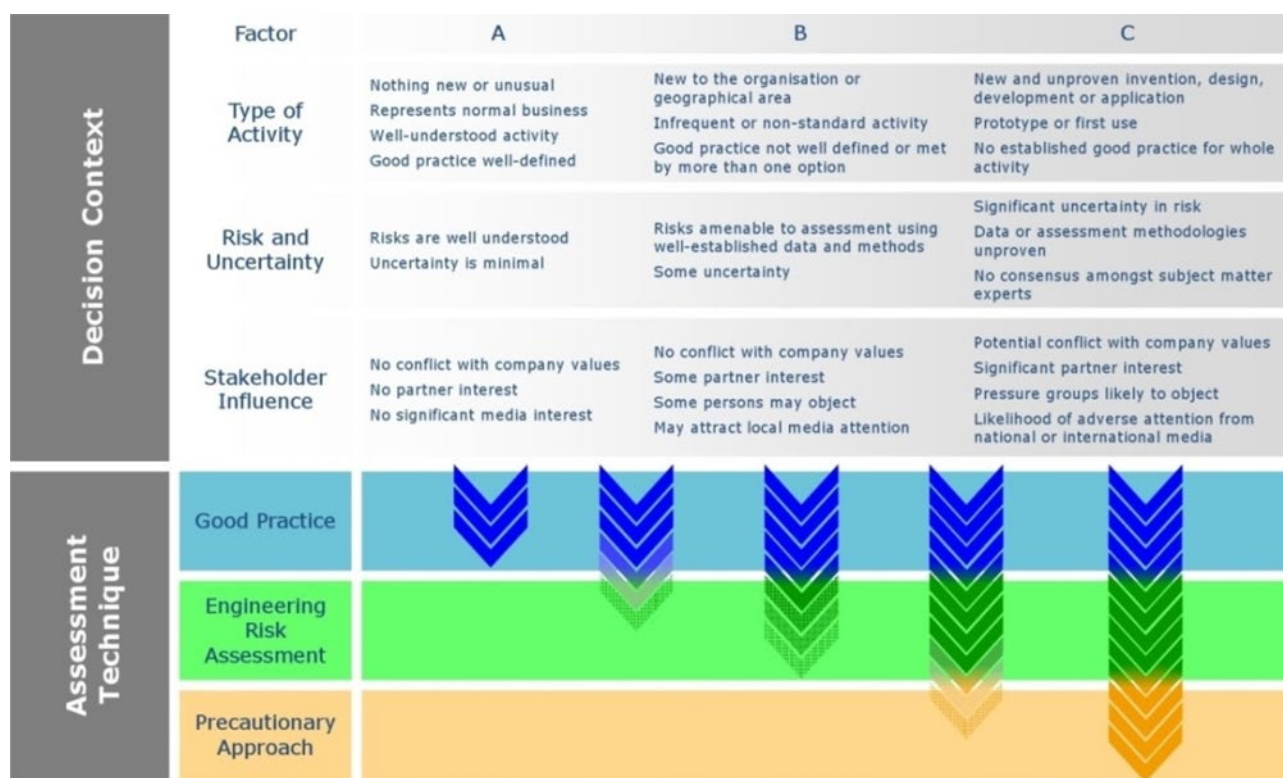 Decision Context
Factor
A
B
C
Type of
Activity
Nothing new or unusual
Represents normal business
Well-understood activity
Good practice well-defined
New to the organisation or
geographical area
Infrequent or non-standard activity
Good practice not well defined or met
by more than one option
New and unproven invention, design,
development or application
Prototype or first use
No established good practice for whole
activity
Risk and
Uncertainty
Risks are well understood
Uncertainty is minimal
Risks amenable to assessment using
well-established data and methods
Some uncertainty
Significant uncertainty in risk
Data or assessment methodologies
unproven
No consensus amongst subject matter
experts
Stakeholder
Influence
No conflict with company values
No partner interest
No significant media interest
No conflict with company values
Some partner interest
Some persons may object
May attract local media attention
Potential conflict with company values
Significant partner interest
Pressure groups likely to object
Likelihood of adverse attention from
national or international media
Assessment
Technique
Good Practice
Engineering
Risk
Assessment
Precautionary
Approach